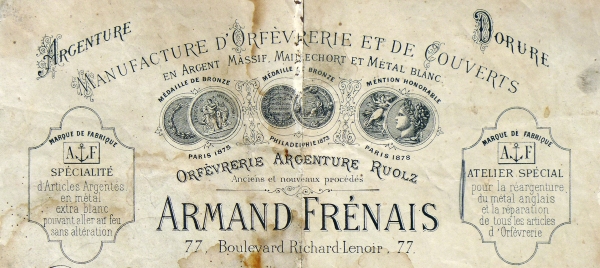 ARGENTURE
DORURE
MANUFACTURE D'ORFÈVRERIE ET DE COUVERTS
EN ARGENT MASSIF, MAILLECHORT ET MÉTAL BLANC.
MÉDAILLE DE BRONZE
MÉDAILLE BRONZE
MENTION HONORABLE
PARIS 1875
PHILADELPHIE 1875
PARIS 1878
ORFÈVRERIE ARGENTURE RUOLZ
Anciens et nouveaux procédés
ARMAND FRÉNAIS
77, Boulevard Richard-Lenoir, 77.
MARQUE DE FABRIQUE
A F
SPÉCIALITÉ
d'Articles Argentés
en métal
extra blanc
pouvant aller au feu
sans altération
MARQUE DE FABRIQUE
A F
ATELIER SPÉCIAL
pour la réargenture
du métal anglais
et la réparation
de tous les articles
d'Orfèvrerie